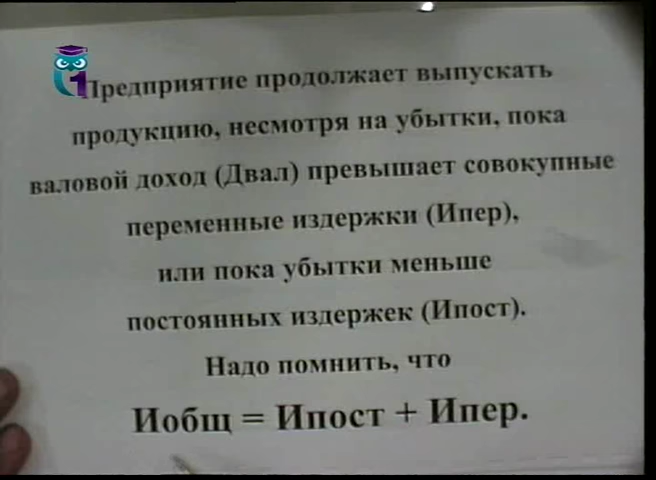 Предприятие продолжает выпускать
продукцию, несмотря на убытки, пока
валовой доход (Двал) превышает совокупные
переменные издержки (Ипер),
или пока убытки меньше
постоянных издержек (Ипост).
Надо помнить, что
Иобщ = Ипост + Ипер.
1